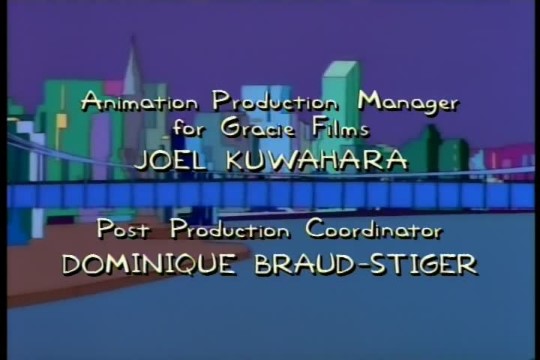 Animation Production Manager
for Gracie Films
JOEL KUWAHARA
Post Production Coordinator
DOMINIQUE BRAUD-STIGER